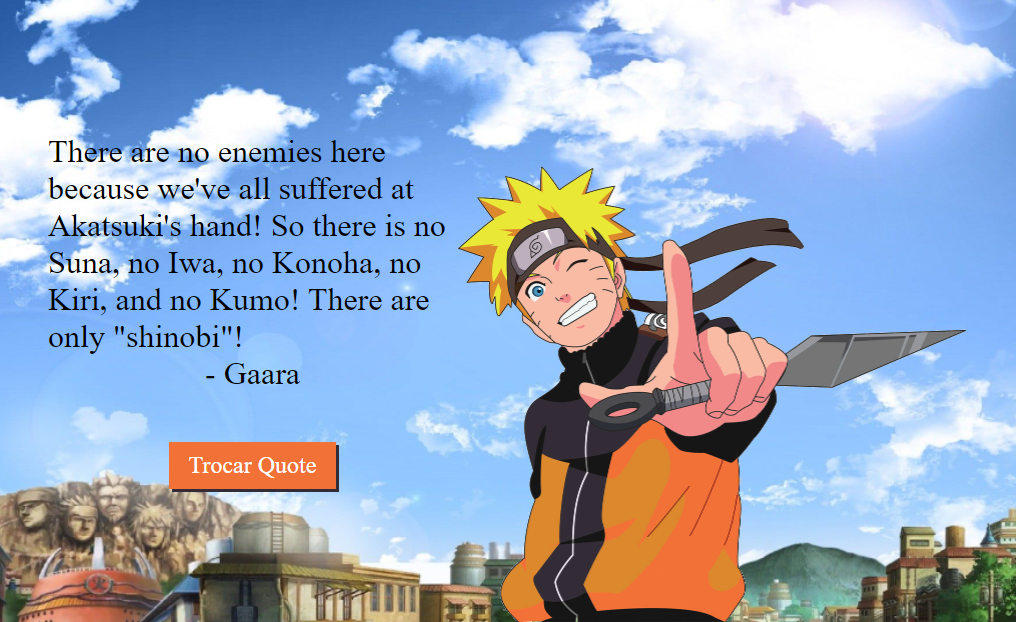 There are no enemies here
because we've all suffered at
Akatsuki's hand! So there is no
Suna, no Iwa, no Konoha, no
Kiri, and no Kumo! There are
only "shinobi"!
- Gaara
Trocar Quote